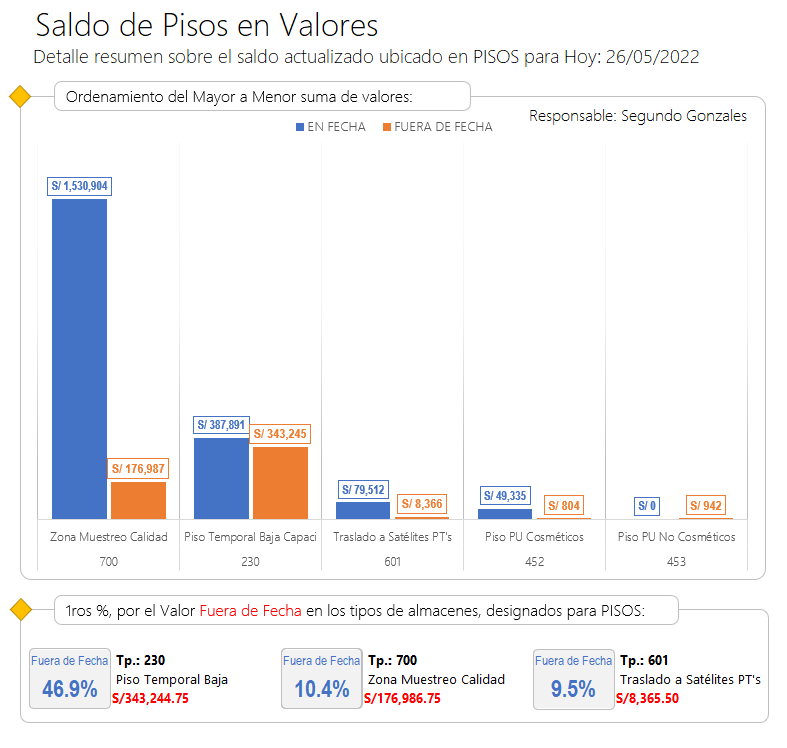 Saldo de Pisos en Valores
Detalle resumen sobre el saldo actualizado ubicado en PISOS para Hoy: 26/05/2022
Ordenamiento del Mayor a Menor suma de valores:
Responsable: Segundo Gonzales
EN FECHA FUERA DE FECHA
S/ 1,530,904
S/ 176,987
S/ 387,891
S/ 343,245
S/ 79,512
S/ 8,366
S/ 49,335
S/ 804
S/ 0
S/ 942
Zona Muestreo Calidad Piso Temporal Baja Capaci Traslado a Satélites PT's Piso PU Cosméticos Piso PU No Cosméticos
700 230 601 452 453
1ros %, por el Valor Fuera de Fecha en los tipos de almacenes, designados para PISOS:
Fuera de Fecha
46.9%
Tp.: 230
Piso Temporal Baja
S/343,244.75
Fuera de Fecha
10.4%
Tp.: 700
Zona Muestreo Calidad
S/176,986.75
Fuera de Fecha
9.5%
Tp.: 601
Traslado a Satélites PT's
S/8,365.50